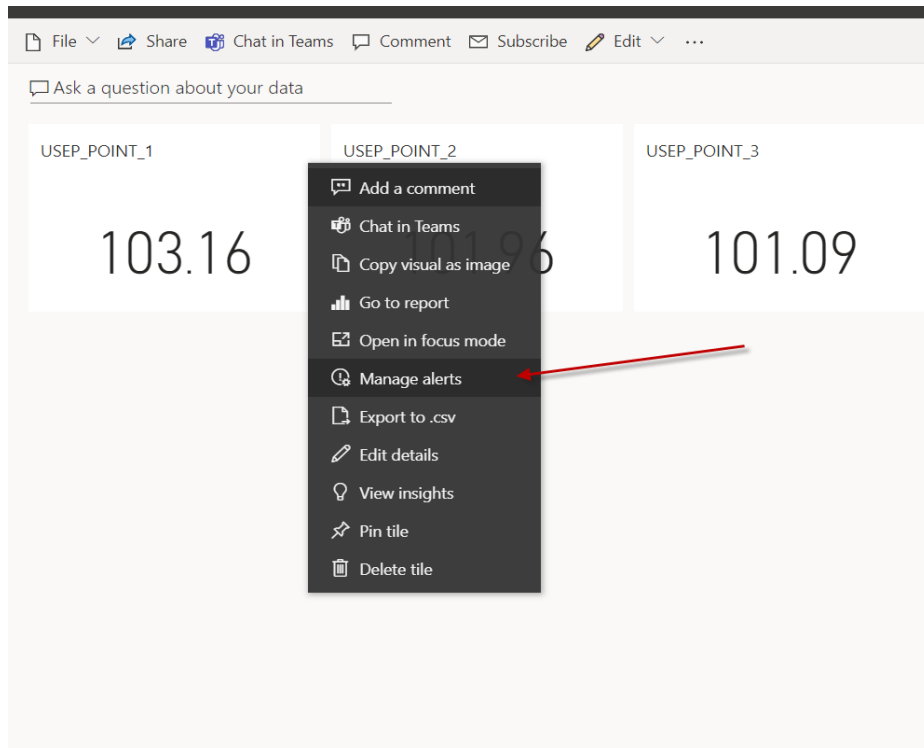 File Share Chat in Teams Comment Subscribe Edit ...
Ask a question about your data
USEP_POINT_1 USEP_POINT_2 USEP_POINT_3
103.16 101.96 101.09
Add a comment
Chat in Teams
Copy visual as image
Go to report
Open in focus mode
Manage alerts
Export to .csv
Edit details
View insights
Pin tile
Delete tile